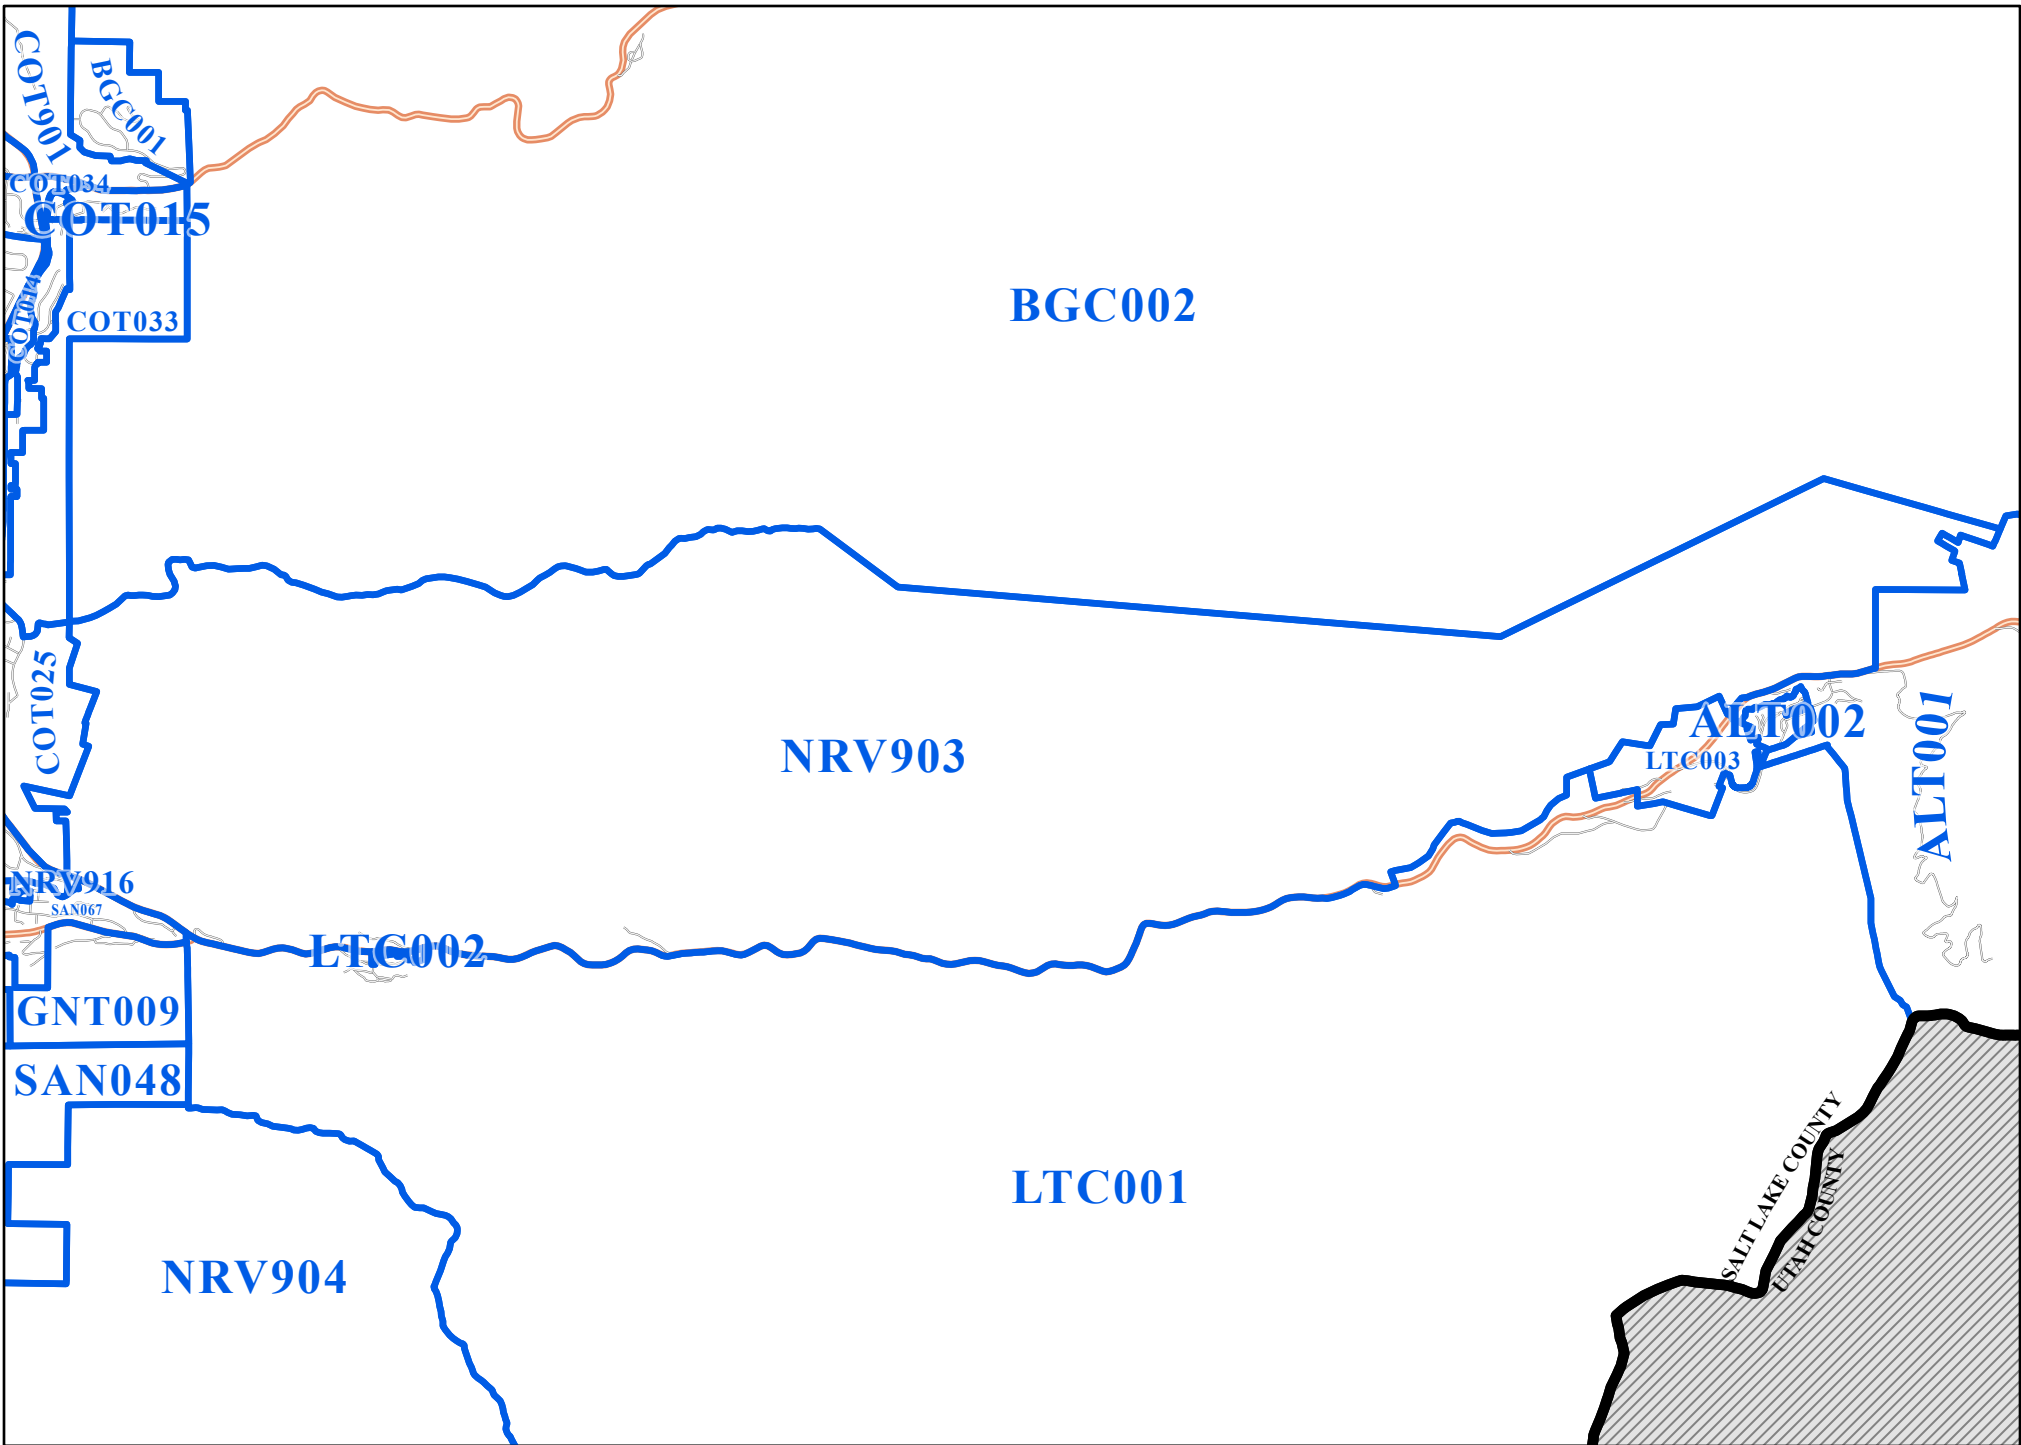 COT901
BGC001
COT034
COT015
COT014
COT033
BGC002
COT025
NRV903
ALT002
LTC003
ALT001
NRV916
SAN067
LTC002
GNT009
SAN048
LTC001
NRV904
SALT LAKE COUNTY
UTAH COUNTY